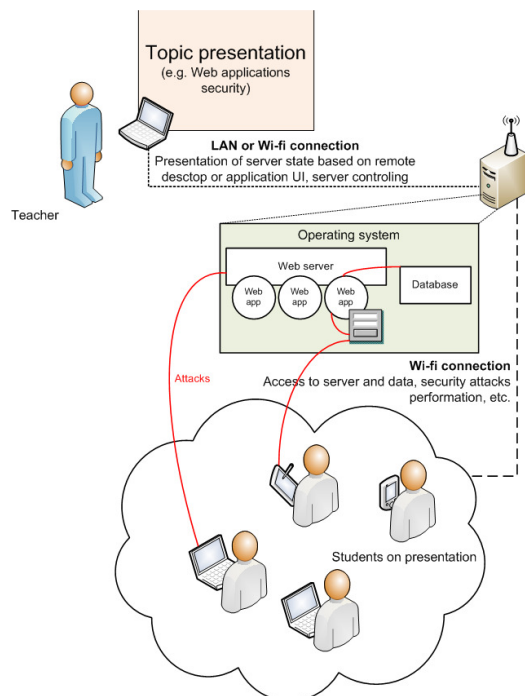 Topic presentation
(e.g. Web applications
security)
LAN or Wi-fi connection
Presentation of server state based on remote
desctop or application UI, server controling
Teacher
Operating system
Web server
Web
app
Web
app
Web
app
Database
Wi-fi connection
Access to server and data, security attacks
performation, etc.
Attacks
Students on presentation